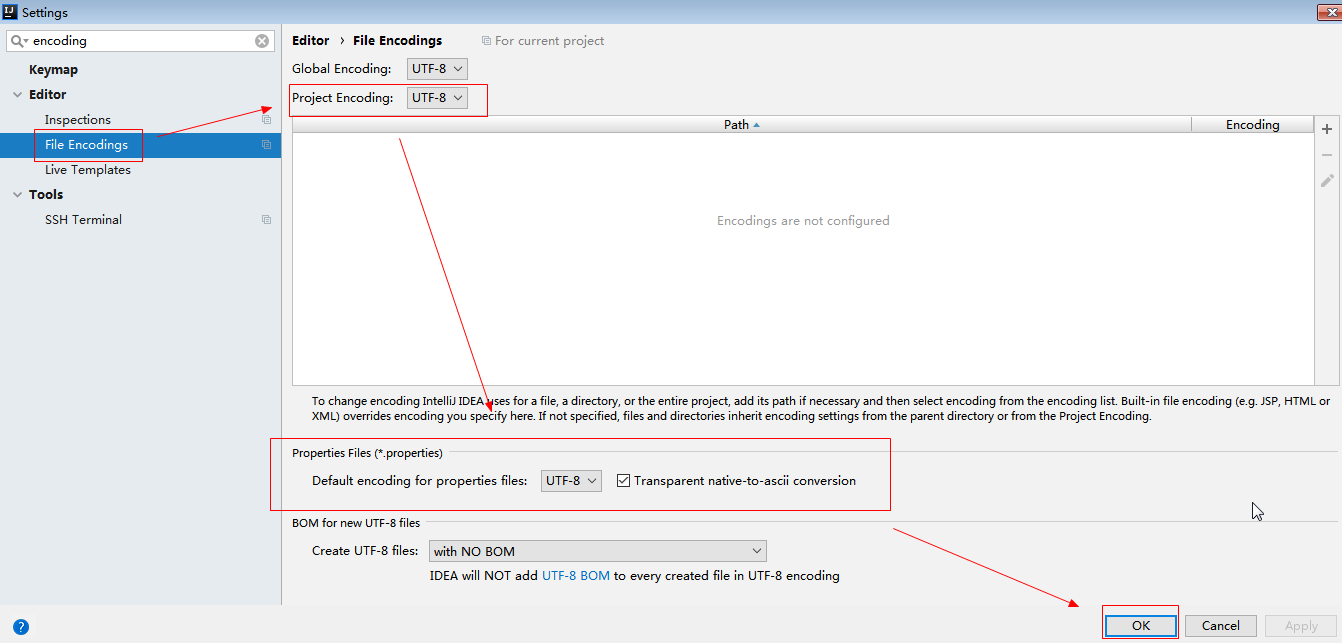 Settings
encoding
Keymap
Editor
Inspections
File Encodings
Live Templates
Tools
SSH Terminal
Editor › File Encodings For current project
Global Encoding: UTF-8
Project Encoding: UTF-8
Path Encoding
Encodings are not configured
To change encoding IntelliJ IDEA uses for a file, a directory, or the entire project, add its path if necessary and then select encoding from the encoding list. Built-in file encoding (e.g. JSP, HTML or
XML) overrides encoding you specify here. If not specified, files and directories inherit encoding settings from the parent directory or from the Project Encoding.
Properties Files (*.properties)
Default encoding for properties files: UTF-8 Transparent native-to-ascii conversion
BOM for new UTF-8 files
Create UTF-8 files: with NO BOM
IDEA will NOT add UTF-8 BOM to every created file in UTF-8 encoding
? OK Cancel Apply